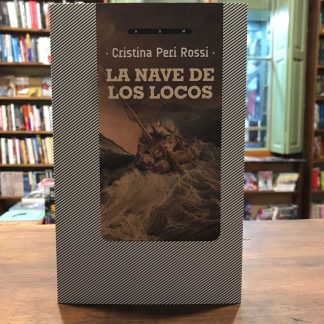 · Cristina Peri Rossi ·
LA NAVE DE
LOS LOCOS